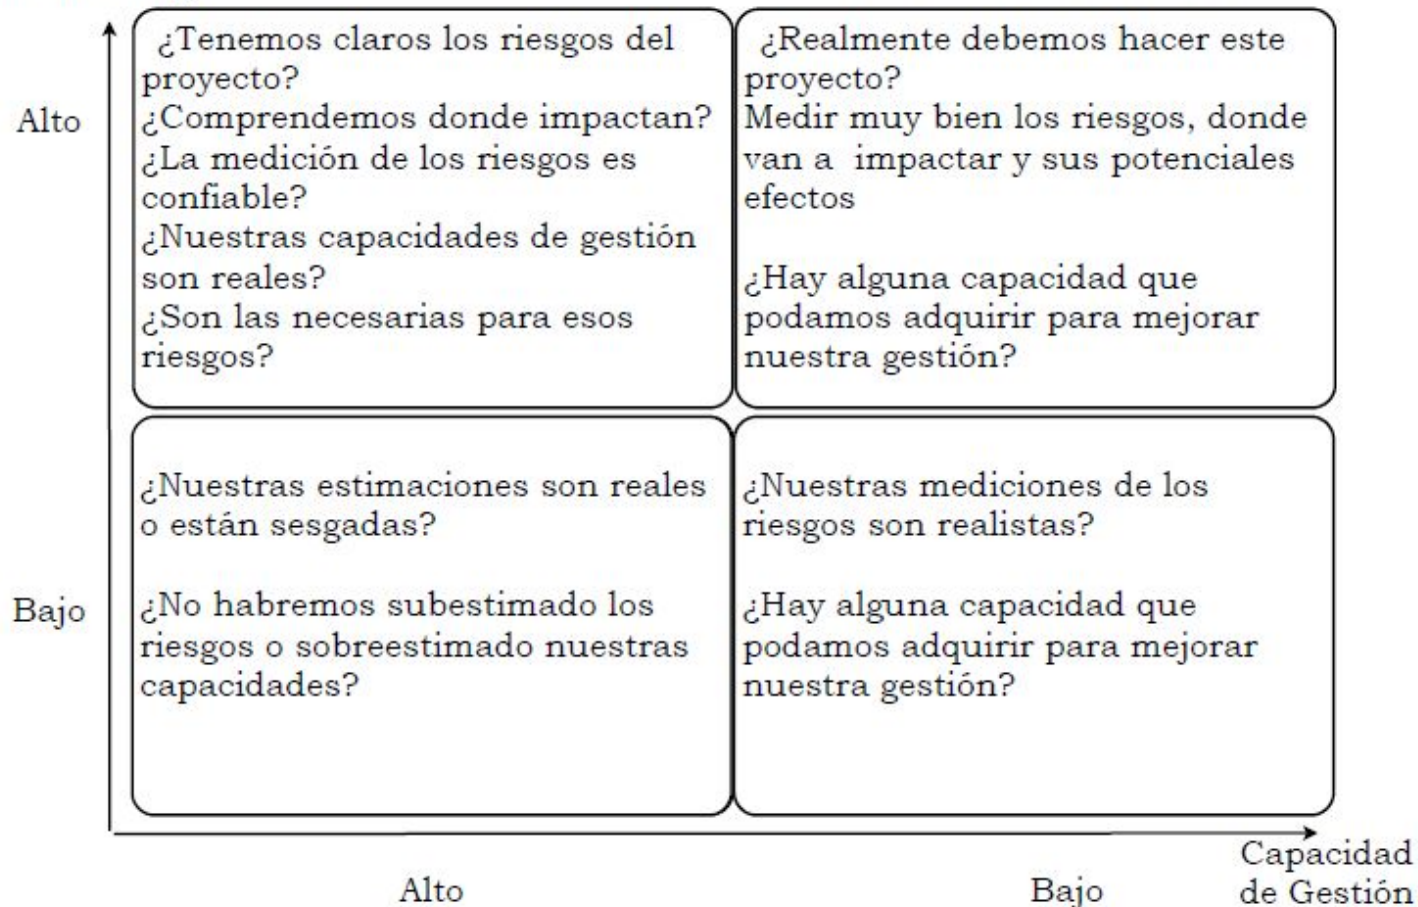 ¿Tenemos claros los riesgos del
proyecto?
¿Comprendemos donde impactan?
¿La medición de los riesgos es
confiable?
¿Nuestras capacidades de gestión
son reales?
¿Son las necesarias para esos
riesgos?
¿Realmente debemos hacer este
proyecto?
Medir muy bien los riesgos, donde
van a impactar y sus potenciales
efectos
¿Hay alguna capacidad que
podamos adquirir para mejorar
nuestra gestión?
Alto
¿Nuestras estimaciones son reales
o están sesgadas?
¿No habremos subestimado los
riesgos o sobreestimado nuestras
capacidades?
¿Nuestras mediciones de los
riesgos son realistas?
¿Hay alguna capacidad que
podamos adquirir para mejorar
nuestra gestión?
Bajo
Alto
Bajo
Capacidad
de Gestión